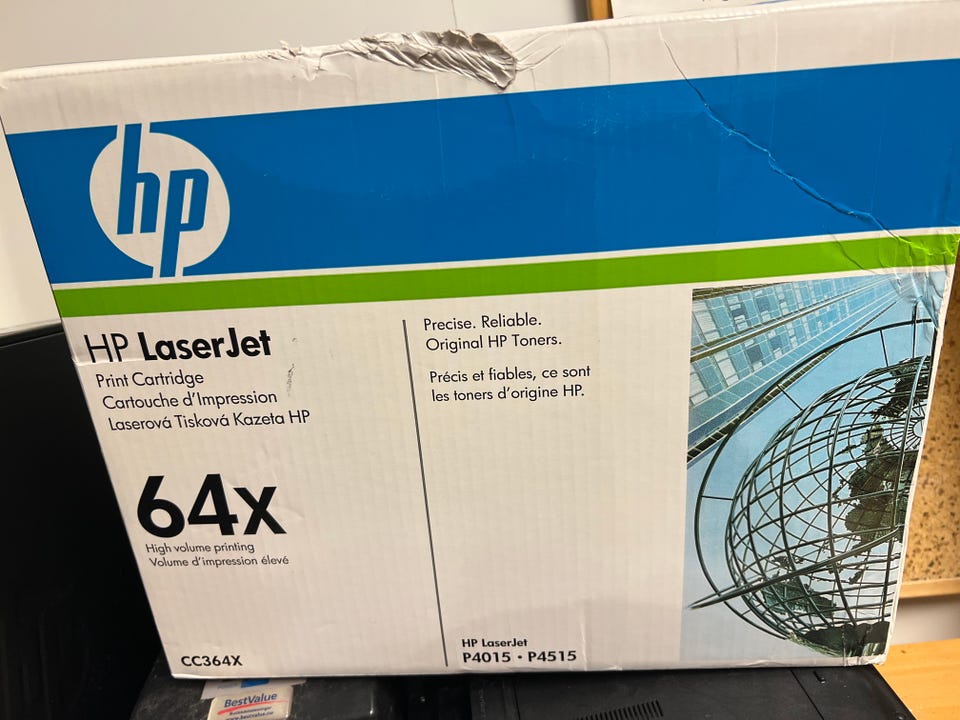 hp
HP LaserJet
Print Cartridge
Cartouche d'Impression
Laserová Tisková Kazeta HP
64x
High volume printing
Volume d'impression élevé
CC364X
Precise. Reliable.
Original HP Toners.
Précis et fiables, ce sont
les toners d'origine HP.
HP LaserJet
P4015 • P4515
BestValue